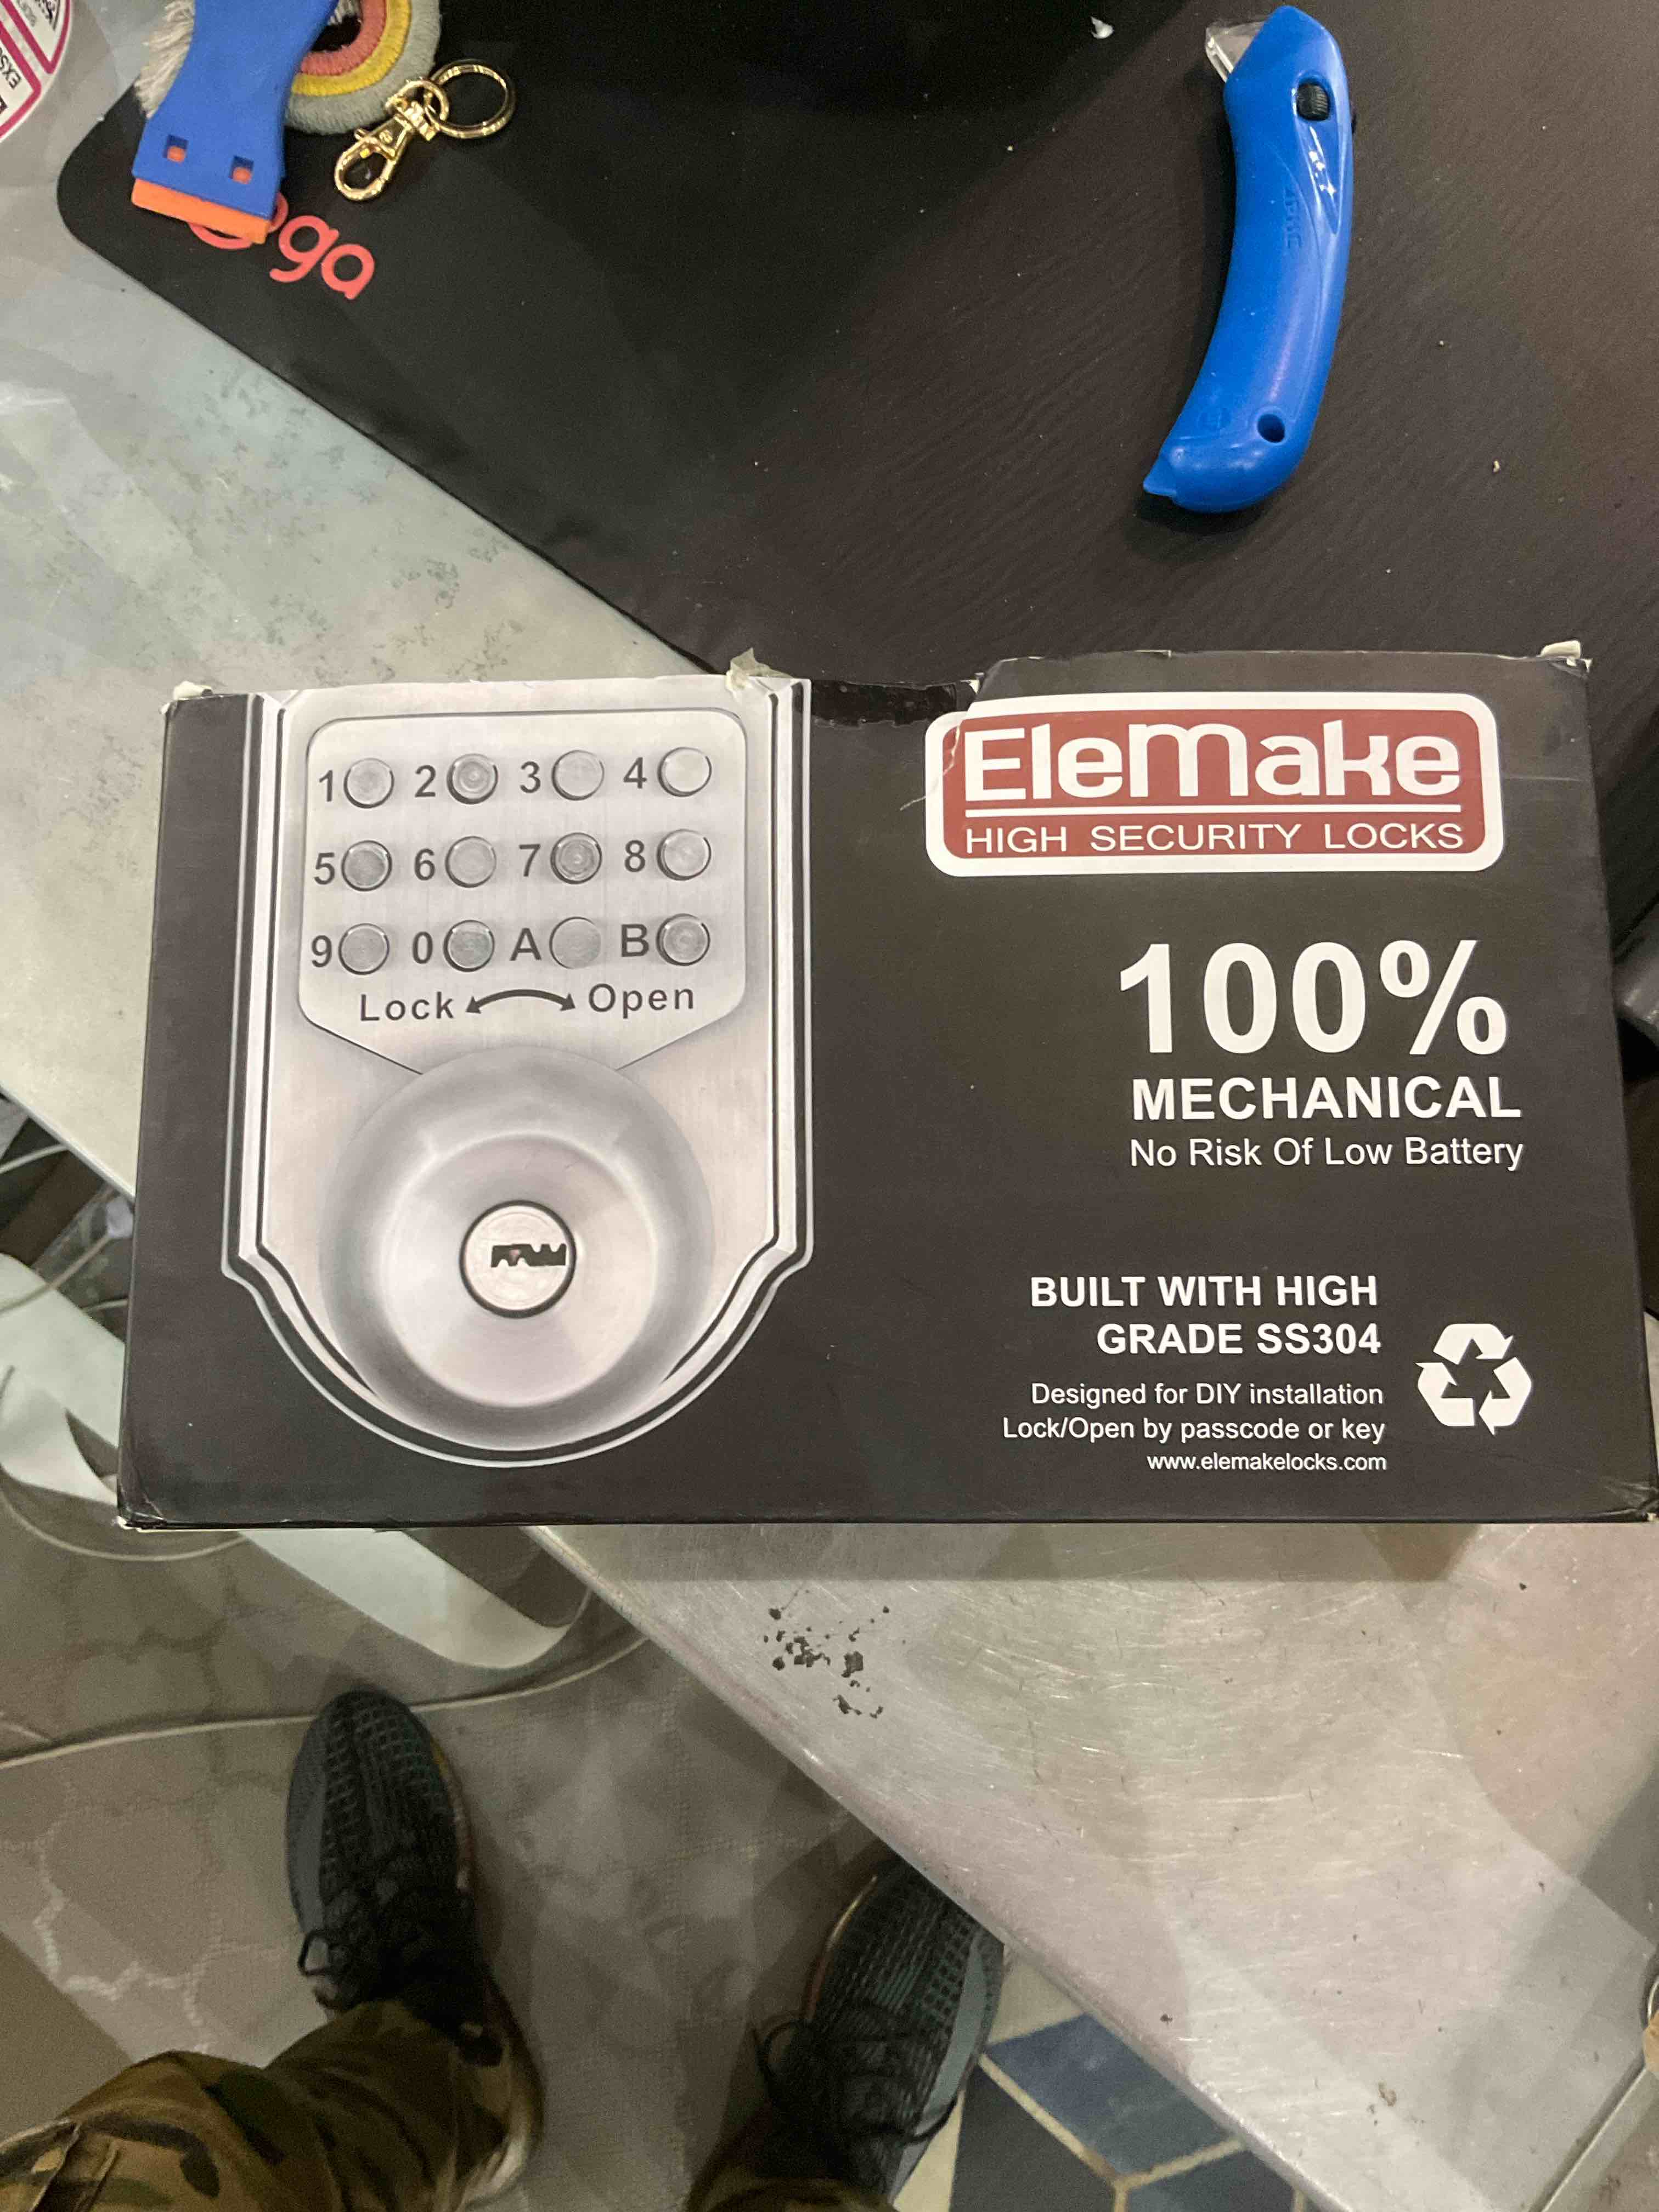 ga
1 2 3 4
5 6 7 8
9 0 A B
Lock Open
EleMake
HIGH SECURITY LOCKS
100%
MECHANICAL
No Risk Of Low Battery
BUILT WITH HIGH
GRADE SS304
Designed for DIY installation
Lock/Open by passcode or key
www.elemakelocks.com